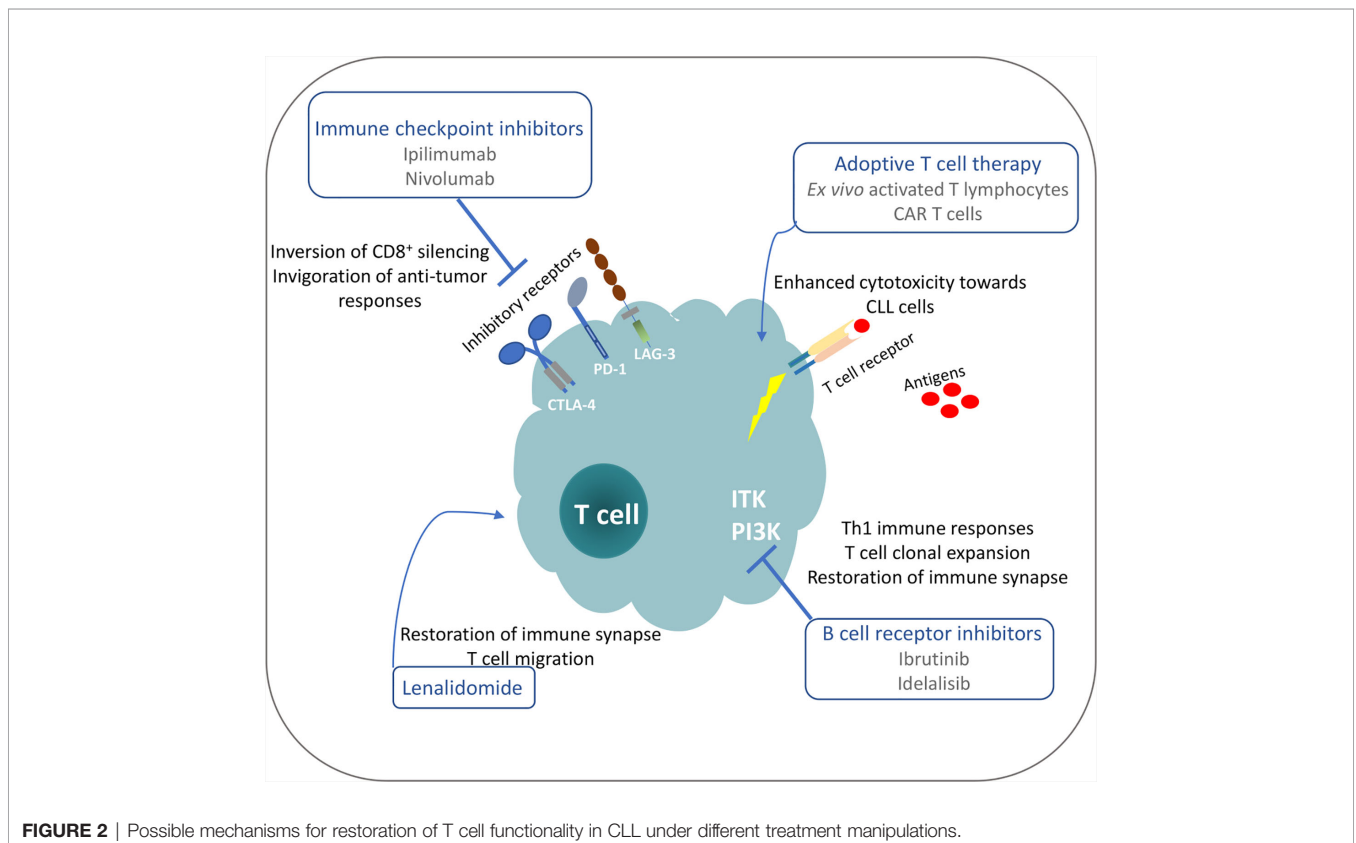 Immune checkpoint inhibitors
Ipilimumab
Nivolumab
Adoptive T cell therapy
Ex vivo activated T lymphocytes
CAR T cells
Inversion of CD8⁺ silencing
Invigoration of anti-tumor
responses
Inhibitory receptors
Enhanced cytotoxicity towards
CLL cells
LAG-3
PD-1
CTLA-4
T cell receptor
Antigens
T cell
ITK
PI3K
Th1 immune responses
T cell clonal expansion
Restoration of immune synapse
Restoration of immune synapse
T cell migration
Lenalidomide
B cell receptor inhibitors
Ibrutinib
Idelalisib
FIGURE 2 | Possible mechanisms for restoration of T cell functionality in CLL under different treatment manipulations.